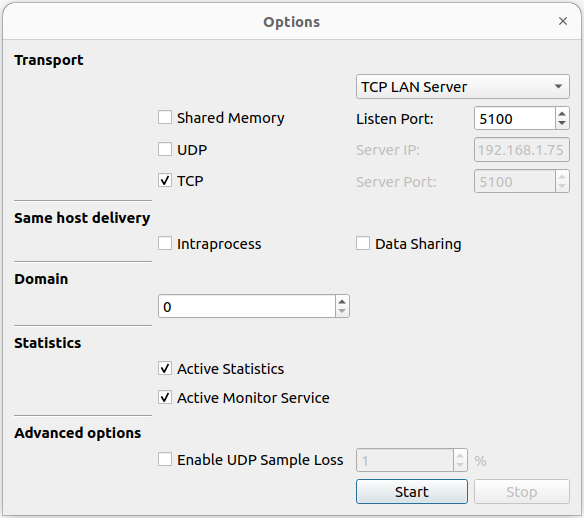 Options
Transport
TCP LAN Server
Shared Memory Listen Port: 5100
UDP Server IP: 192.168.1.75
TCP Server Port: 5100
Same host delivery
Intraprocess Data Sharing
Domain
0
Statistics
Active Statistics
Active Monitor Service
Advanced options
Enable UDP Sample Loss 1 %
Start Stop